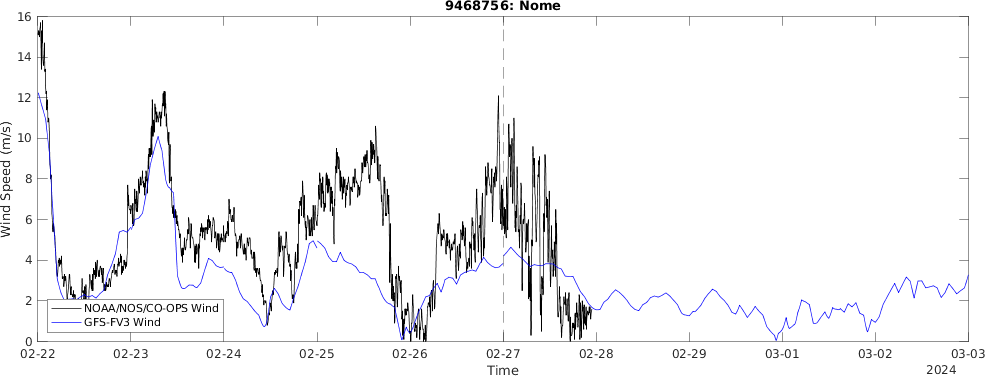 9468756: Nome
Wind Speed (m/s)
16
14
12
10
8
6
4
2
0
NOAA/NOS/CO-OPS Wind
GFS-FV3 Wind
02-22 02-23 02-24 02-25 02-26 02-27 02-28 02-29 03-01 03-02 03-03
Time
2024